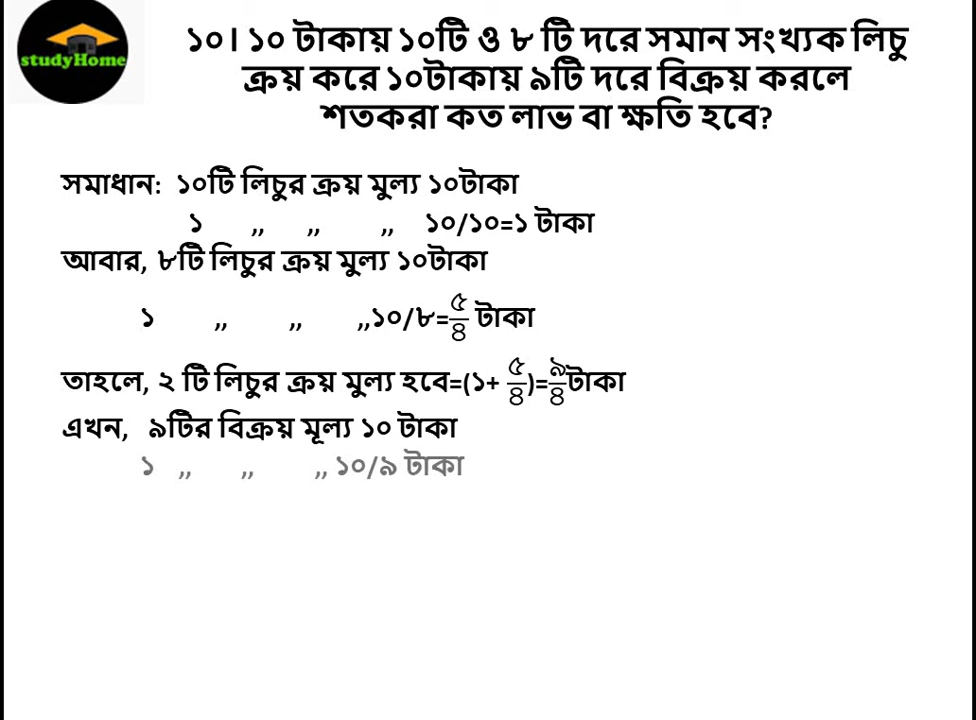 studyHome
১০। ১০ টাকায় ১০টি ও ৮ টি দরে সমান সংখ্যক লিচু
ক্রয় করে ১০টাকায় ৯টি দরে বিক্রয় করলে
শতকরা কত লাভ বা ক্ষতি হবে?
সমাধান: ১০টি লিচুর ক্রয় মুল্য ১০টাকা
১ ,, ,, ,, ১০/১০=১ টাকা
আবার, ৮টি লিচুর ক্রয় মুল্য ১০টাকা
১ ,, ,, ,,১০/৮=৫/৪ টাকা
তাহলে, ২ টি লিচুর ক্রয় মুল্য হবে=(১+ ৫/৪)=৯/৪টাকা
এখন, ৯টির বিক্রয় মূল্য ১০ টাকা
১ ,, ,, ,, ১০/৯ টাকা